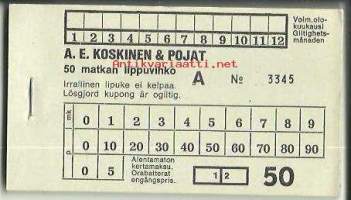 Voim.olo-
kuukausi
Giltighets-
månaden
1 2 3 4 5 6 7 8 9 10 11 12
A. E. KOSKINEN & POJAT
Antikvariaatti.net
50 matkan lippuvihko A № 3345
Irrallinen lipuke ei kelpaa.
Lösgjord kupong är ogiltig.
mk. 0 1 2 3 4 5 6 7 8 9
p. 0 10 20 30 40 50 60 70 80 90
0 5
Alentamaton
kertamaksu.
Orabatterat
engångspris.
1 2
50